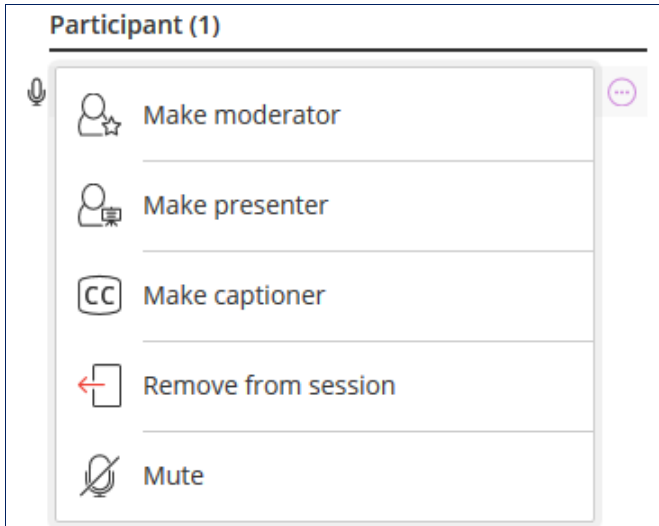 Participant (1)
Make moderator
Make presenter
CC Make captioner
Remove from session
Mute